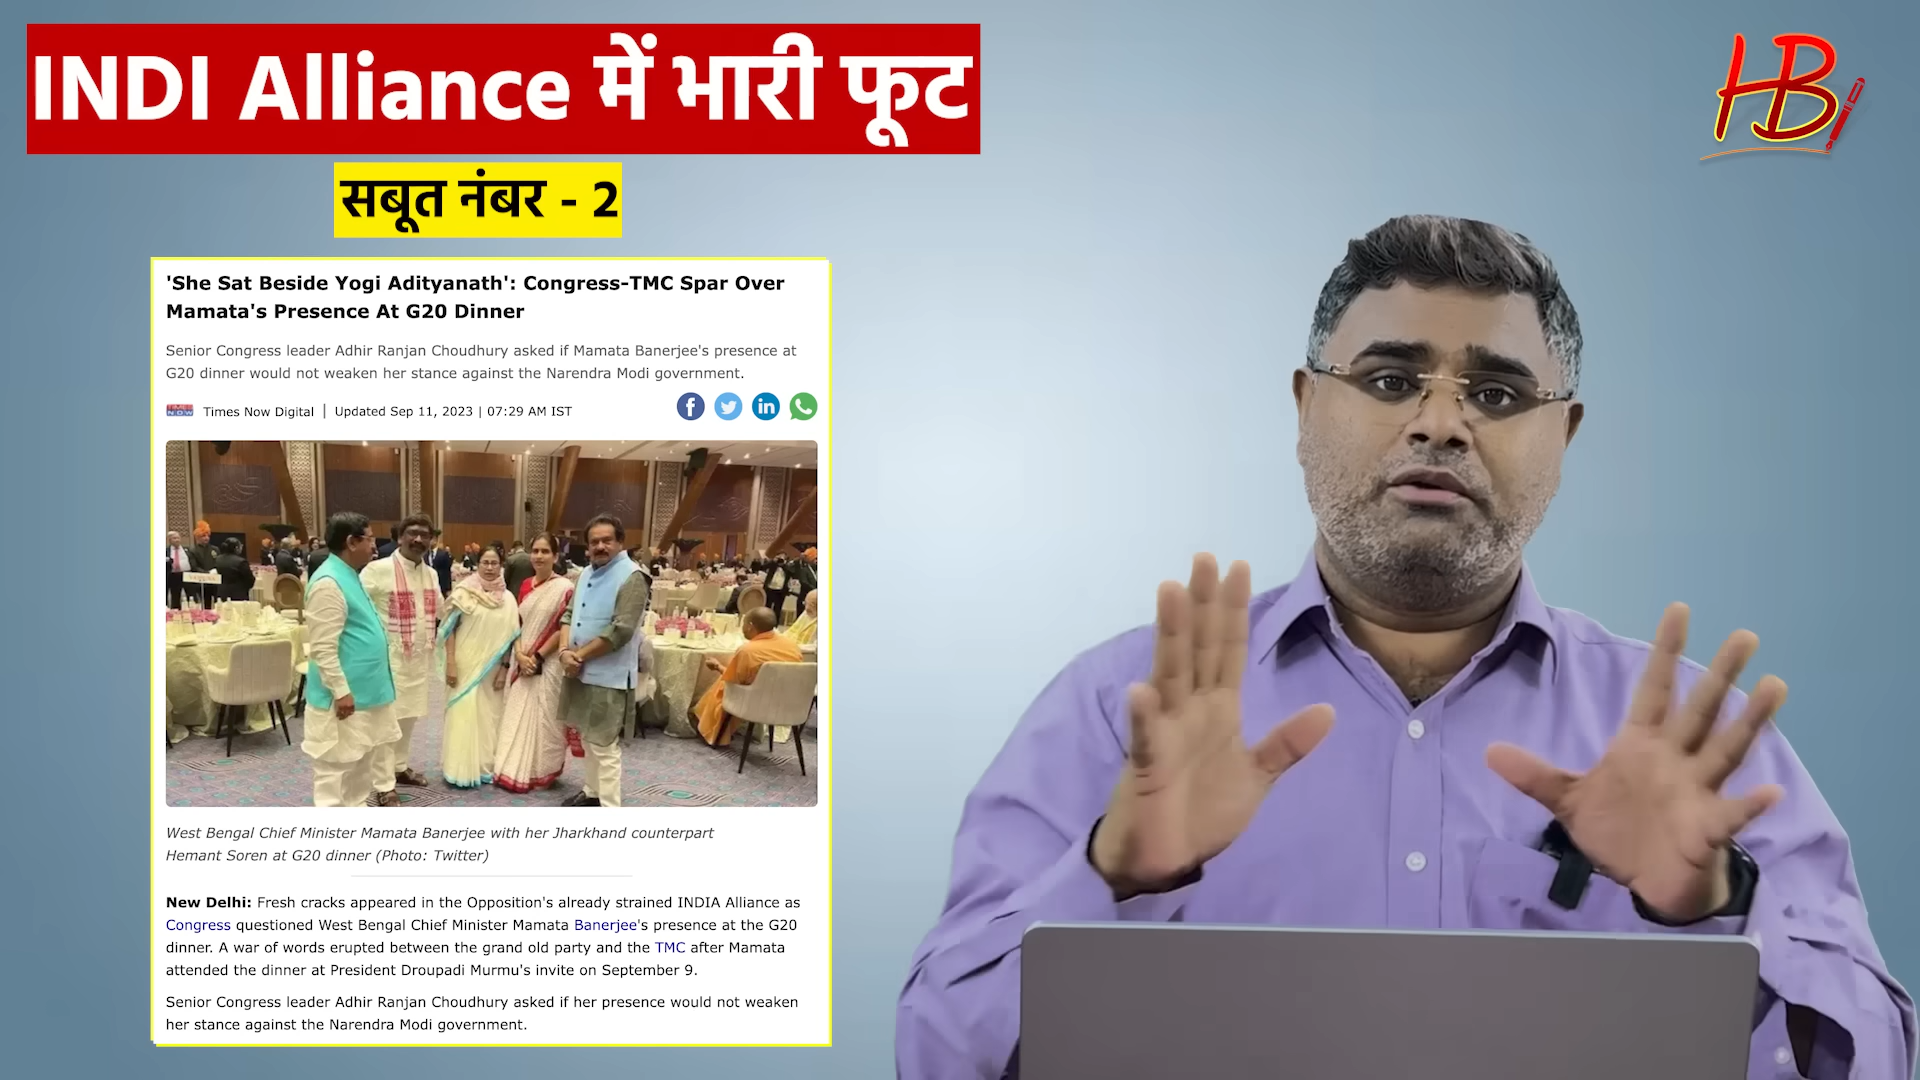 INDI Alliance में भारी फूट
सबूत नंबर - 2
HB
'She Sat Beside Yogi Adityanath': Congress-TMC Spar Over
Mamata's Presence At G20 Dinner
Senior Congress leader Adhir Ranjan Choudhury asked if Mamata Banerjee's presence at
G20 dinner would not weaken her stance against the Narendra Modi government.
TIMES NOW Times Now Digital | Updated Sep 11, 2023 | 07:29 AM IST
West Bengal Chief Minister Mamata Banerjee with her Jharkhand counterpart
Hemant Soren at G20 dinner (Photo: Twitter)
New Delhi: Fresh cracks appeared in the Opposition's already strained INDIA Alliance as
Congress questioned West Bengal Chief Minister Mamata Banerjee's presence at the G20
dinner. A war of words erupted between the grand old party and the TMC after Mamata
attended the dinner at President Droupadi Murmu's invite on September 9.
Senior Congress leader Adhir Ranjan Choudhury asked if her presence would not weaken
her stance against the Narendra Modi government.